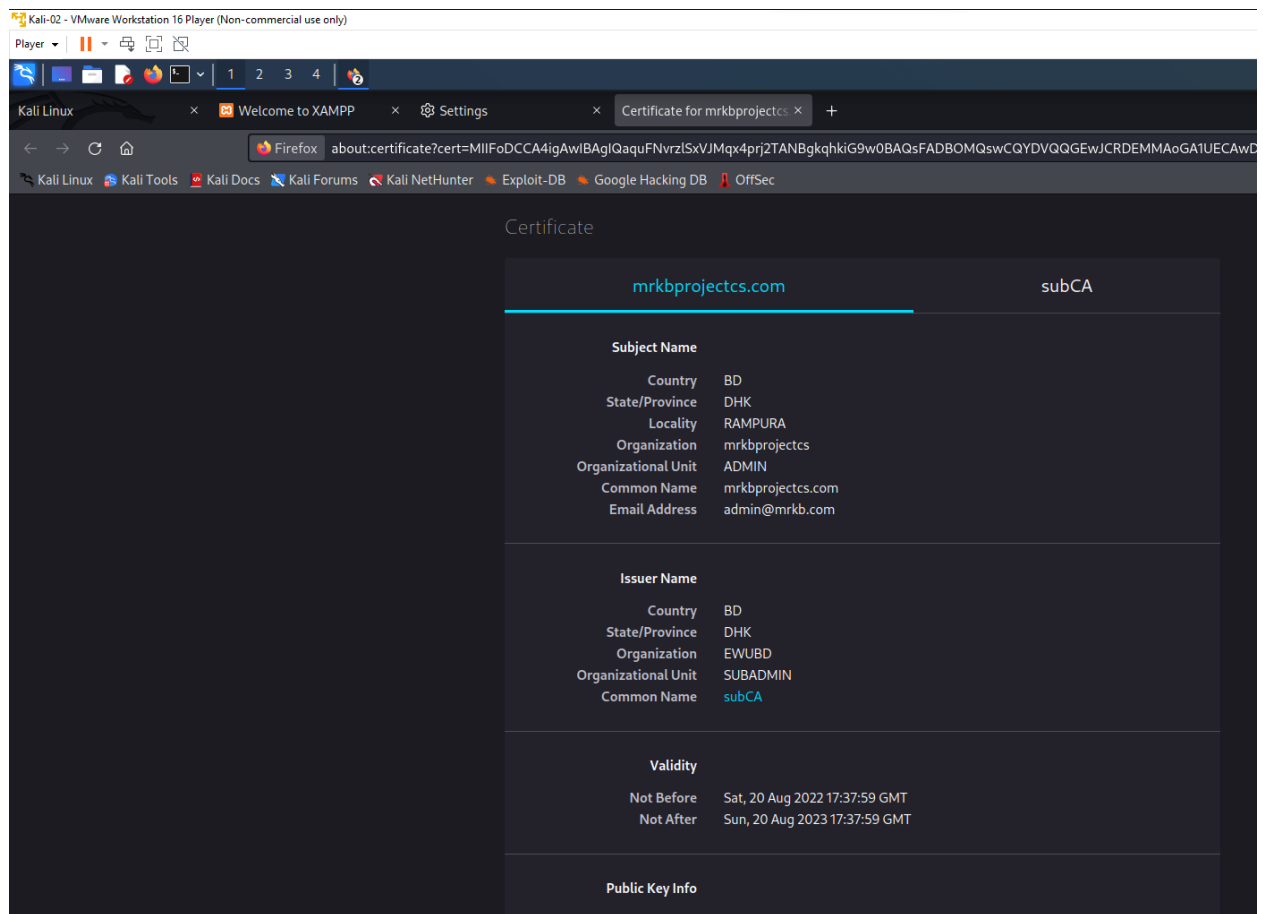 Kali-02 - VMware Workstation 16 Player (Non-commercial use only)
Player
1 2 3 4 2
Kali Linux × Welcome to XAMPP × Settings × Certificate for mrkbprojectcs × +
Firefox about:certificate?cert=MIIFoDCCA4igAwIBAgIQaquFNvrzlSxVJMqx4prj2TANBgkqhkiG9w0BAQsFADBOMQswCQYDVQQGEwJCRDEMMAoGA1UECAwD
Kali Linux Kali Tools Kali Docs Kali Forums Kali NetHunter Exploit-DB Google Hacking DB OffSec
Certificate
mrkbprojectcs.com subCA
Subject Name
Country BD
State/Province DHK
Locality RAMPURA
Organization mrkbprojectcs
Organizational Unit ADMIN
Common Name mrkbprojectcs.com
Email Address admin@mrkb.com
Issuer Name
Country BD
State/Province DHK
Organization EWUBD
Organizational Unit SUBADMIN
Common Name subCA
Validity
Not Before Sat, 20 Aug 2022 17:37:59 GMT
Not After Sun, 20 Aug 2023 17:37:59 GMT
Public Key Info